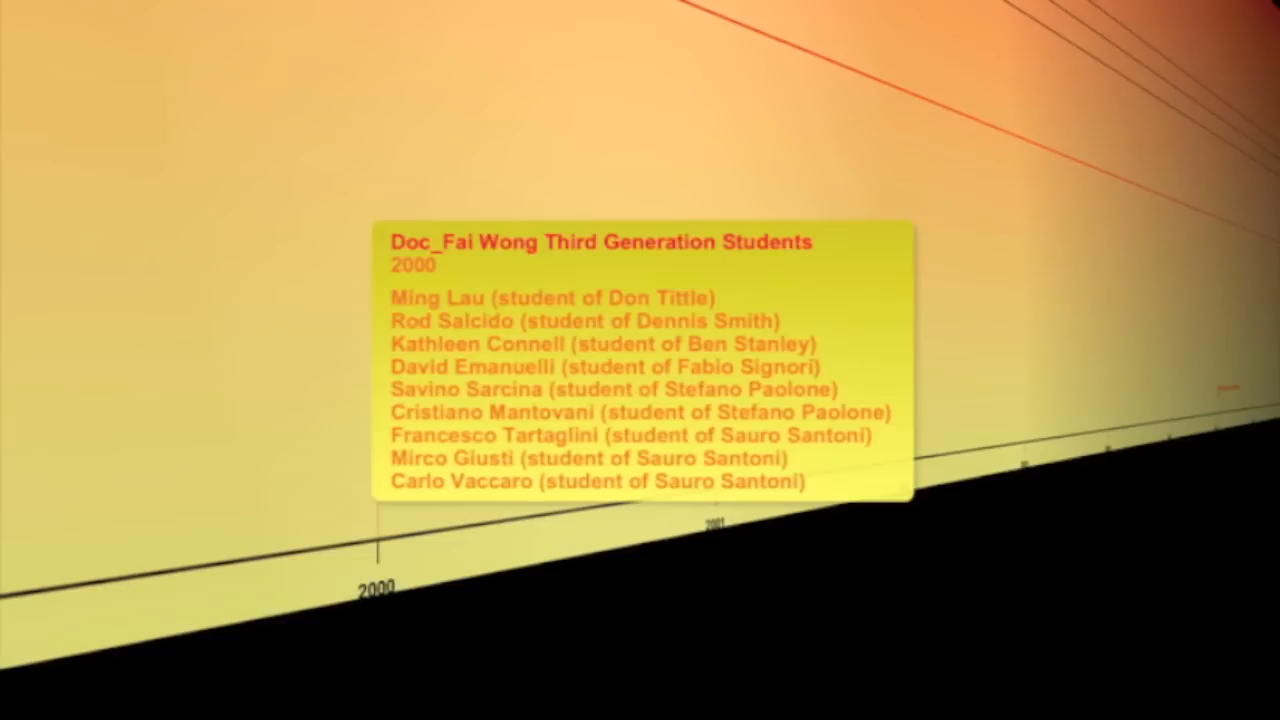 Doc_Fai Wong Third Generation Students
2000
Ming Lau (student of Don Tittle)
Rod Salcido (student of Dennis Smith)
Kathleen Connell (student of Ben Stanley)
David Emanuelli (student of Fabio Signori)
Savino Sarcina (student of Stefano Paolone)
Cristiano Mantovani (student of Stefano Paolone)
Francesco Tartaglini (student of Sauro Santoni)
Mirco Giusti (student of Sauro Santoni)
Carlo Vaccaro (student of Sauro Santoni)
2001
2000